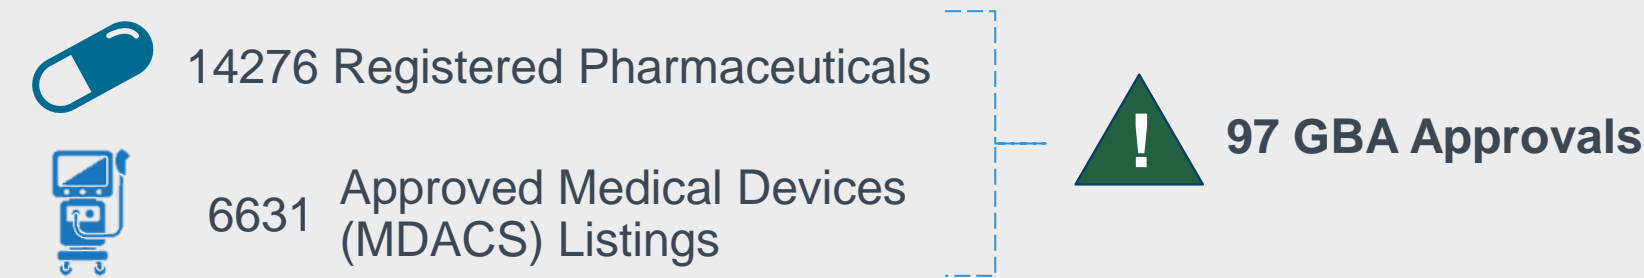 14276 Registered Pharmaceuticals
6631 Approved Medical Devices
(MDACS) Listings
!
97 GBA Approvals